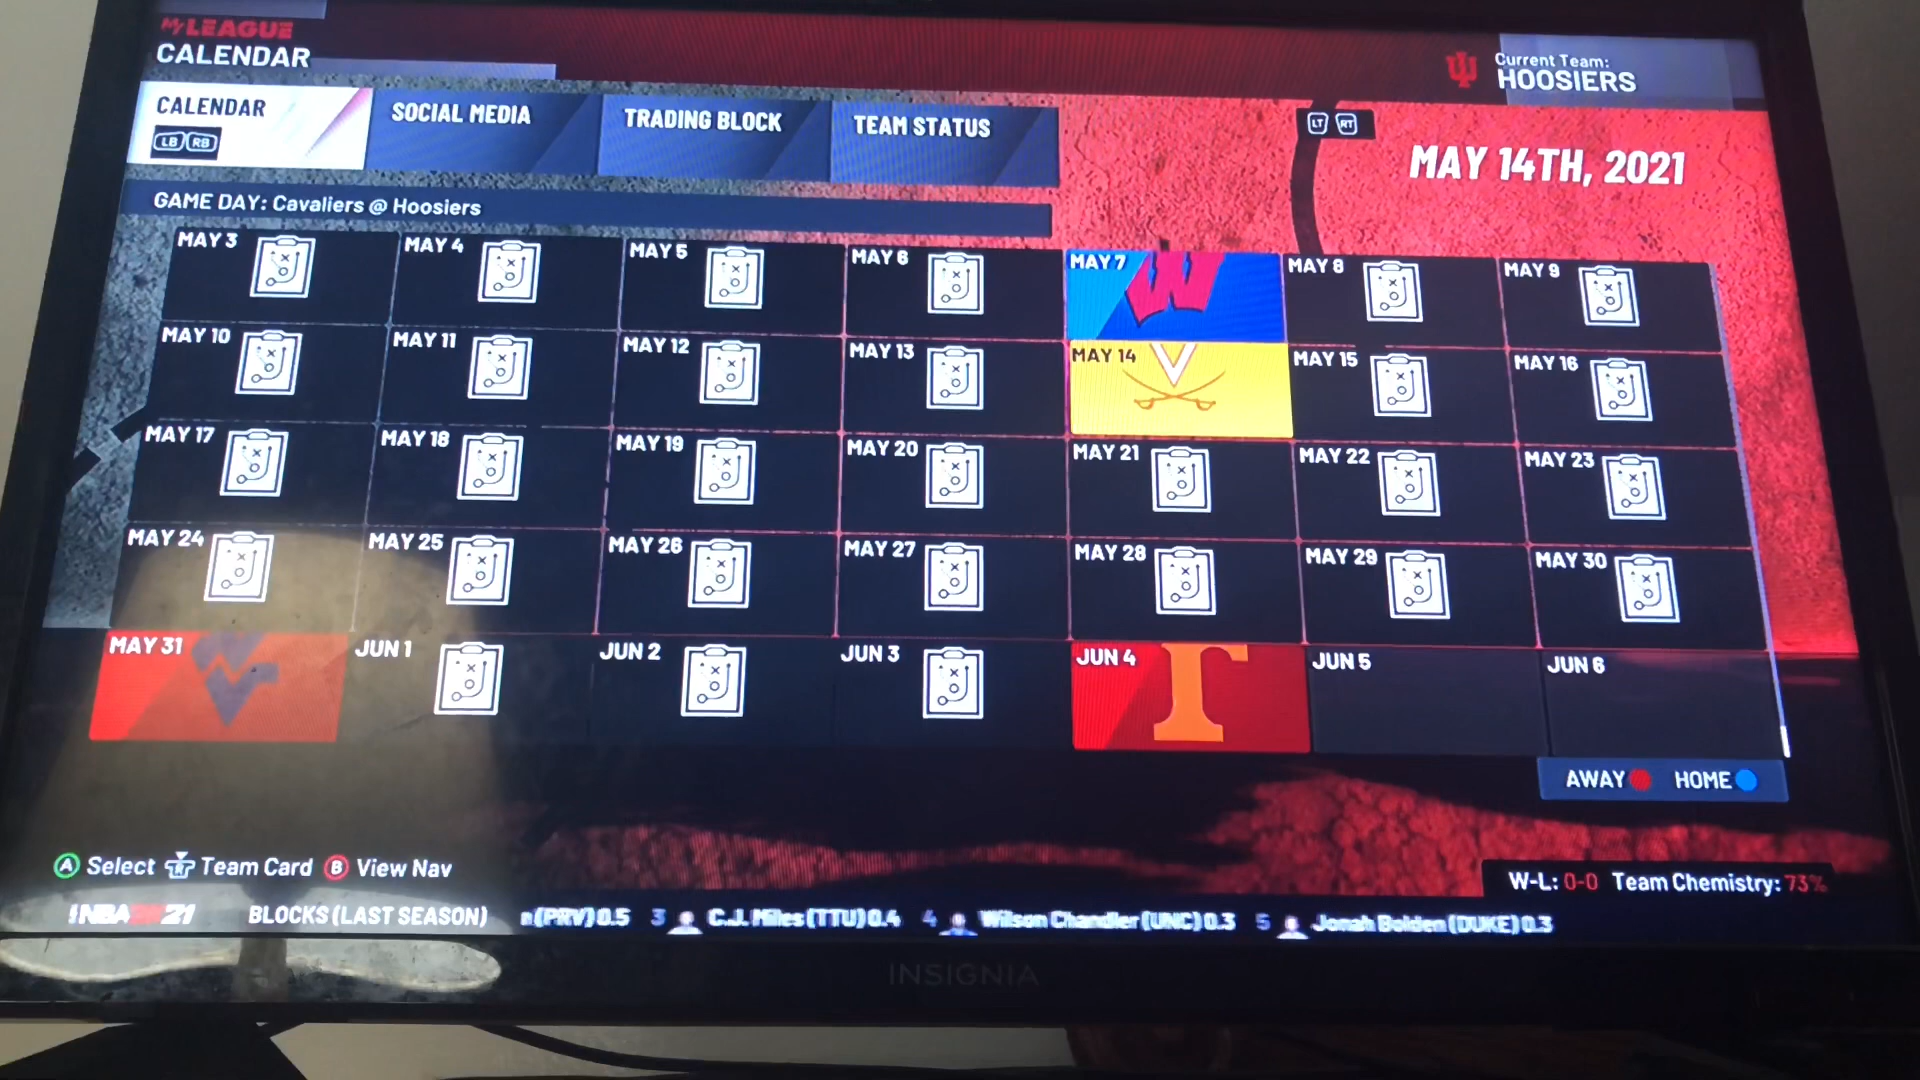 MyLEAGUE
CALENDAR
Current Team:
HOOSIERS
CALENDAR
LB RB
SOCIAL MEDIA
TRADING BLOCK
TEAM STATUS
LT RT
MAY 14TH, 2021
GAME DAY: Cavaliers @ Hoosiers
MAY 3 MAY 4 MAY 5 MAY 6 MAY 7 W MAY 8 MAY 9
MAY 10 MAY 11 MAY 12 MAY 13 MAY 14 V MAY 15 MAY 16
MAY 17 MAY 18 MAY 19 MAY 20 MAY 21 MAY 22 MAY 23
MAY 24 MAY 25 MAY 26 MAY 27 MAY 28 MAY 29 MAY 30
MAY 31 WV JUN 1 JUN 2 JUN 3 JUN 4 T JUN 5 JUN 6
AWAY HOME
A Select R Team Card B View Nav
W-L: 0-0 Team Chemistry: 73%
NBA 2K21 BLOCKS (LAST SEASON) (PRV) 0.5 3 C.J. Miles (TTU) 0.4 4 Wilson Chandler (UNC) 0.3 5 Jonah Bolden (DUKE) 0.3
INSIGNIA